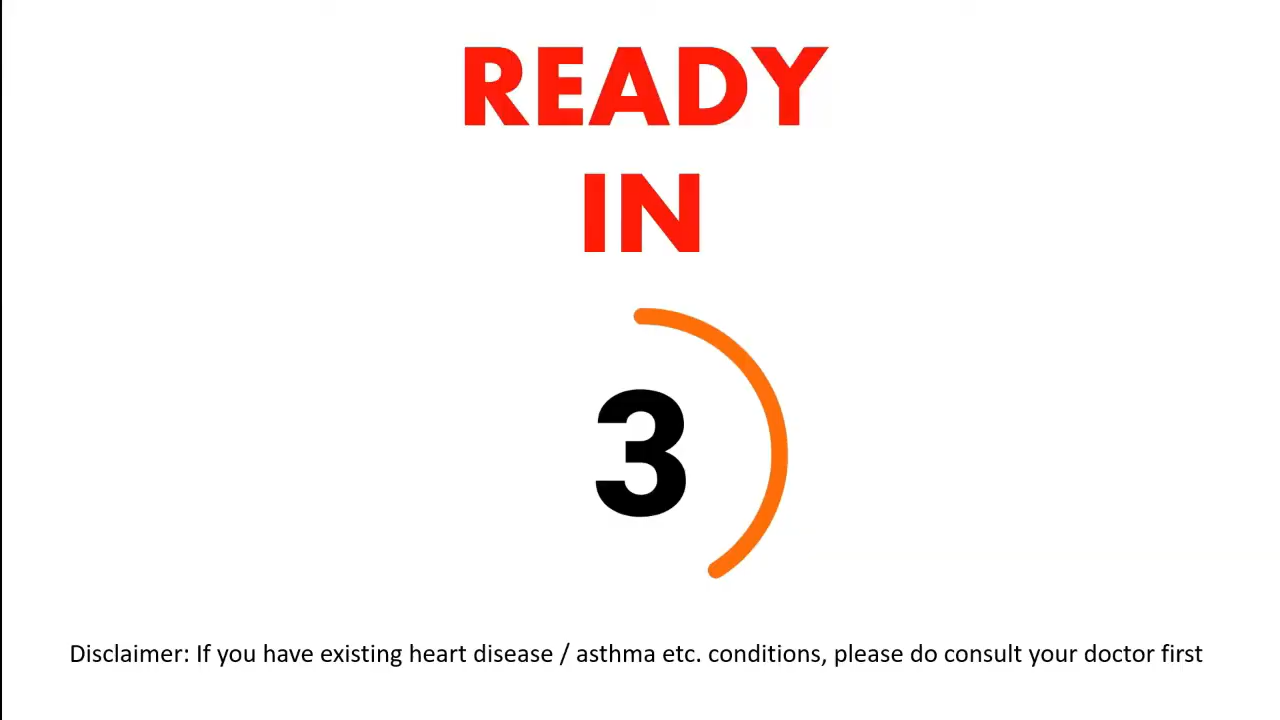 READY
IN
3
Disclaimer: If you have existing heart disease / asthma etc. conditions, please do consult your doctor first